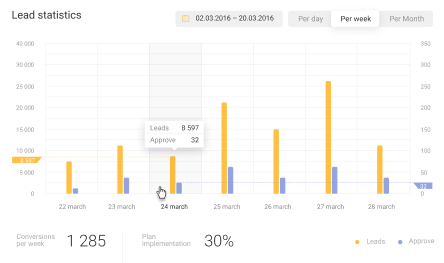 Lead statistics
02.03.2016 – 20.03.2016
Per day
Per week
Per Month
40 000
35 000
30 000
25 000
20 000
15 000
10 000
5 000
0
350
300
250
200
150
100
50
0
8 597
32
Leads 8 597
Approve 32
22 march
23 march
24 march
25 march
26 march
27 march
28 march
Conversions
per week
1 285
Plan
implementation
30%
Leads
Approve